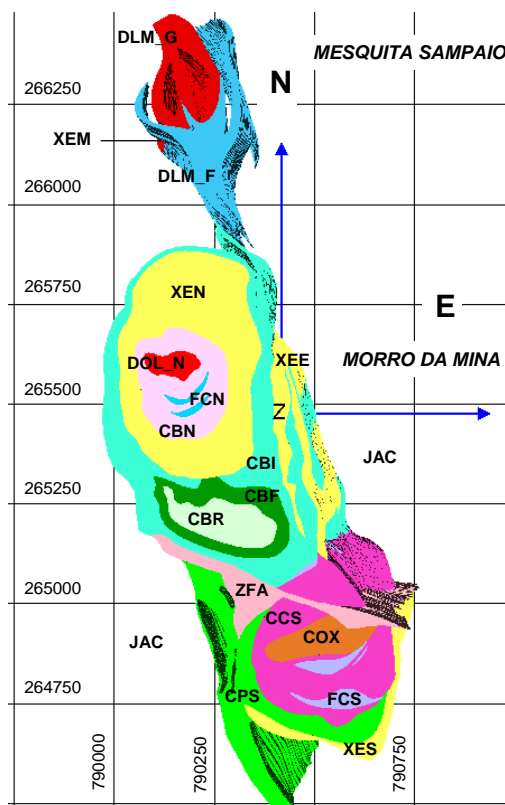 DLM_G
MESQUITA SAMPAIO
N
266250
XEM
DLM_F
266000
265750
XEN
E
DOL_N
XEE
MORRO DA MINA
265500
FCN
Z
CBN
CBI
JAC
265250
CBF
CBR
265000
ZFA
CCS
COX
JAC
264750
CPS
FCS
XES
790000
790250
790750